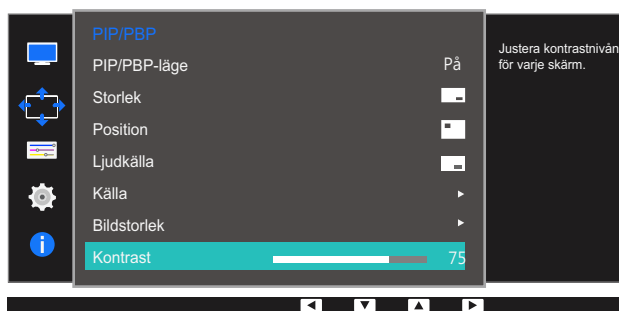 PIP/PBP
PIP/PBP-läge På
Storlek
Position
Ljudkälla
Källa
Bildstorlek
Kontrast 75
Justera kontrastnivån
för varje skärm.